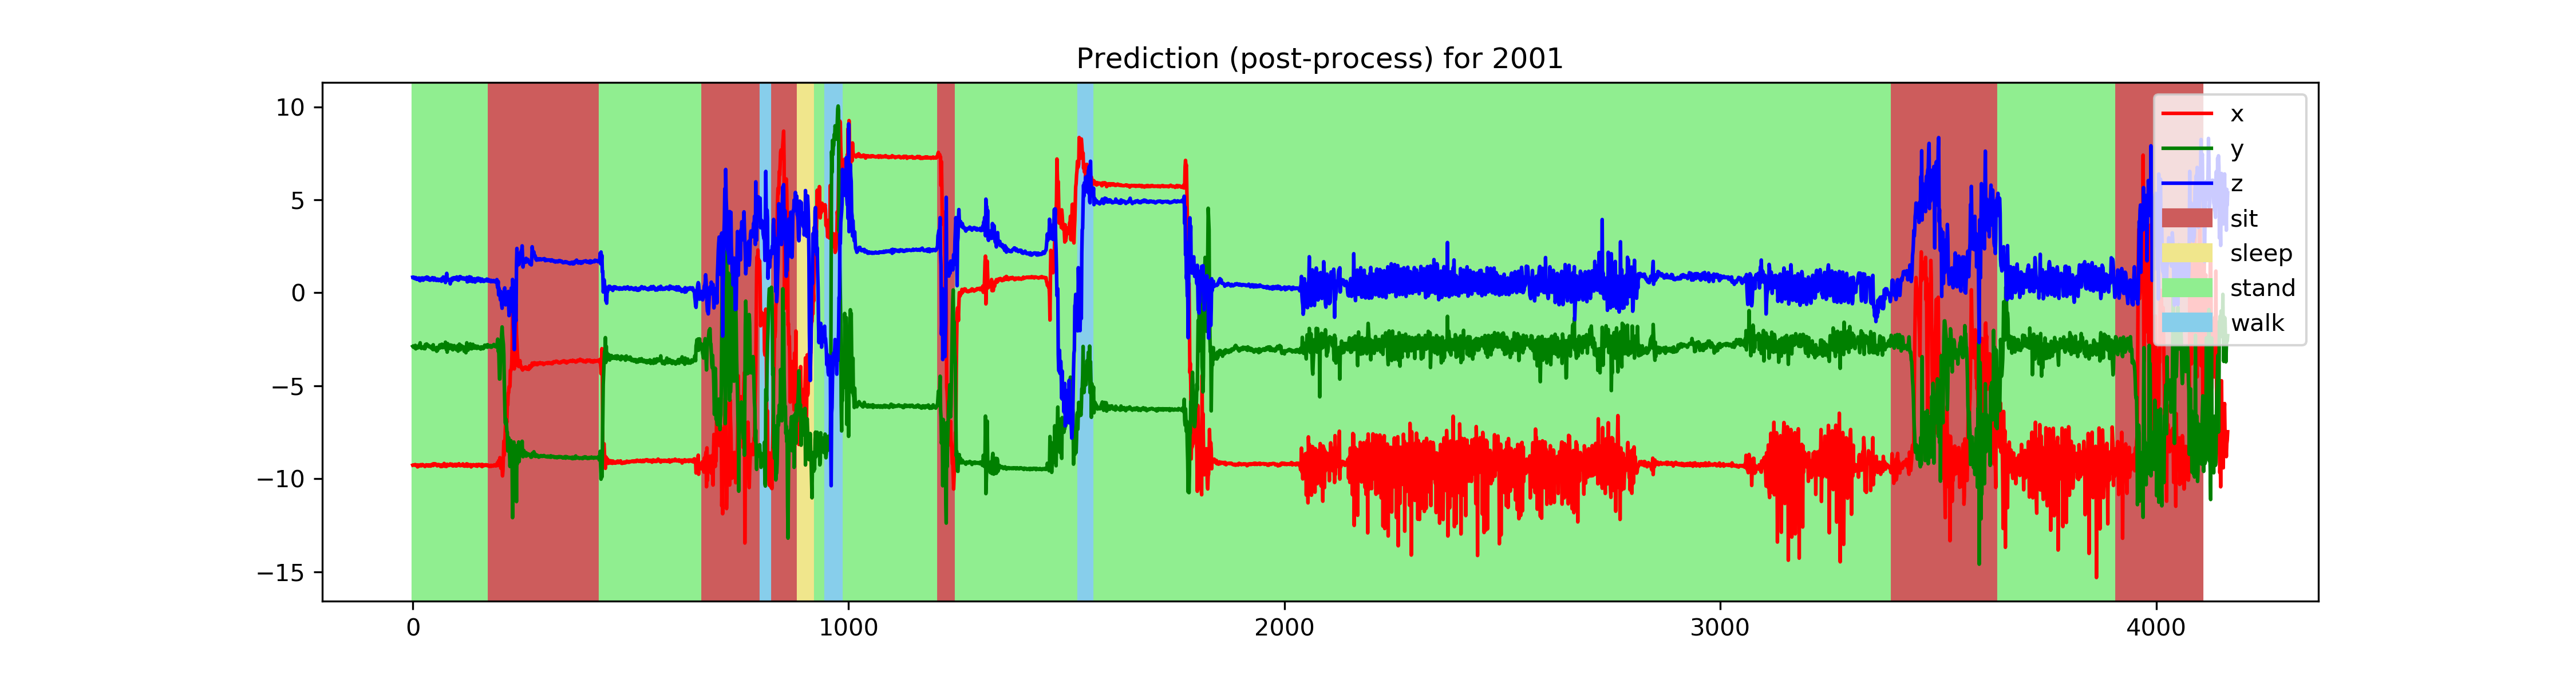 Prediction (post-process) for 2001
10
5
0
−5
−10
−15
0
1000
2000
3000
4000
x
y
z
sit
sleep
stand
walk